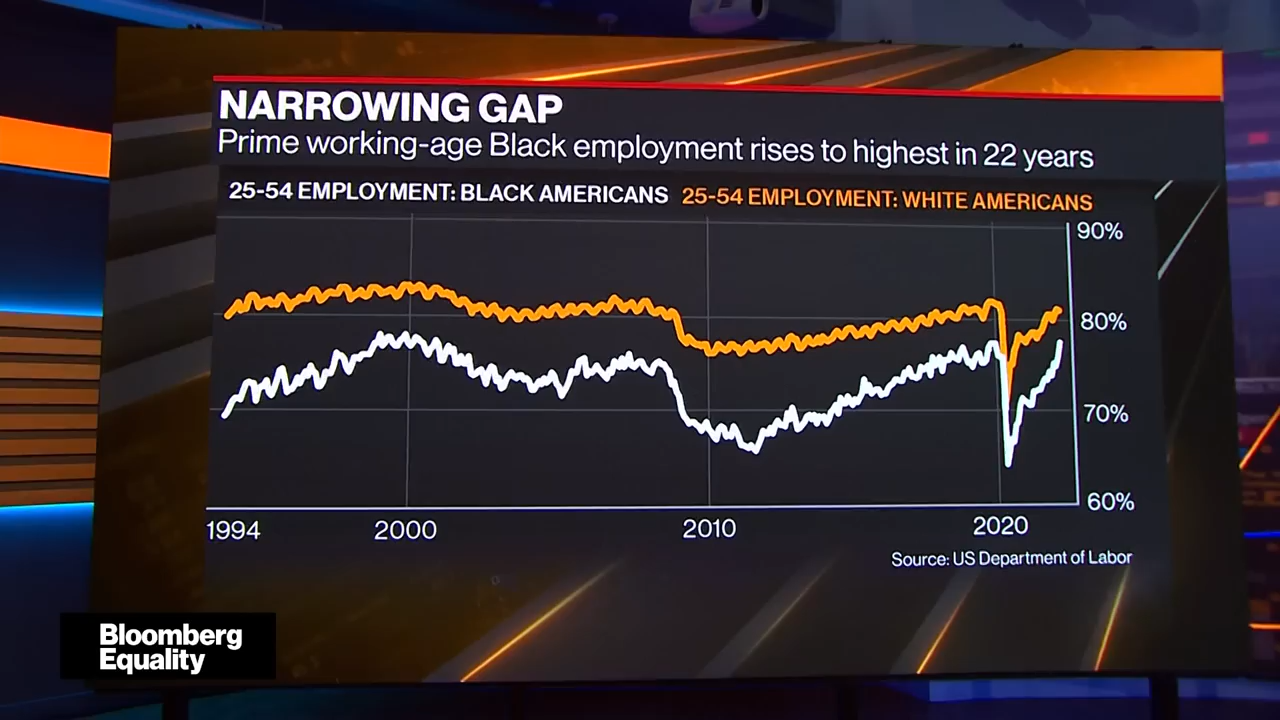 NARROWING GAP
Prime working-age Black employment rises to highest in 22 years
25-54 EMPLOYMENT: BLACK AMERICANS 25-54 EMPLOYMENT: WHITE AMERICANS
90%
80%
70%
60%
1994 2000 2010 2020
Source: US Department of Labor
Bloomberg
Equality